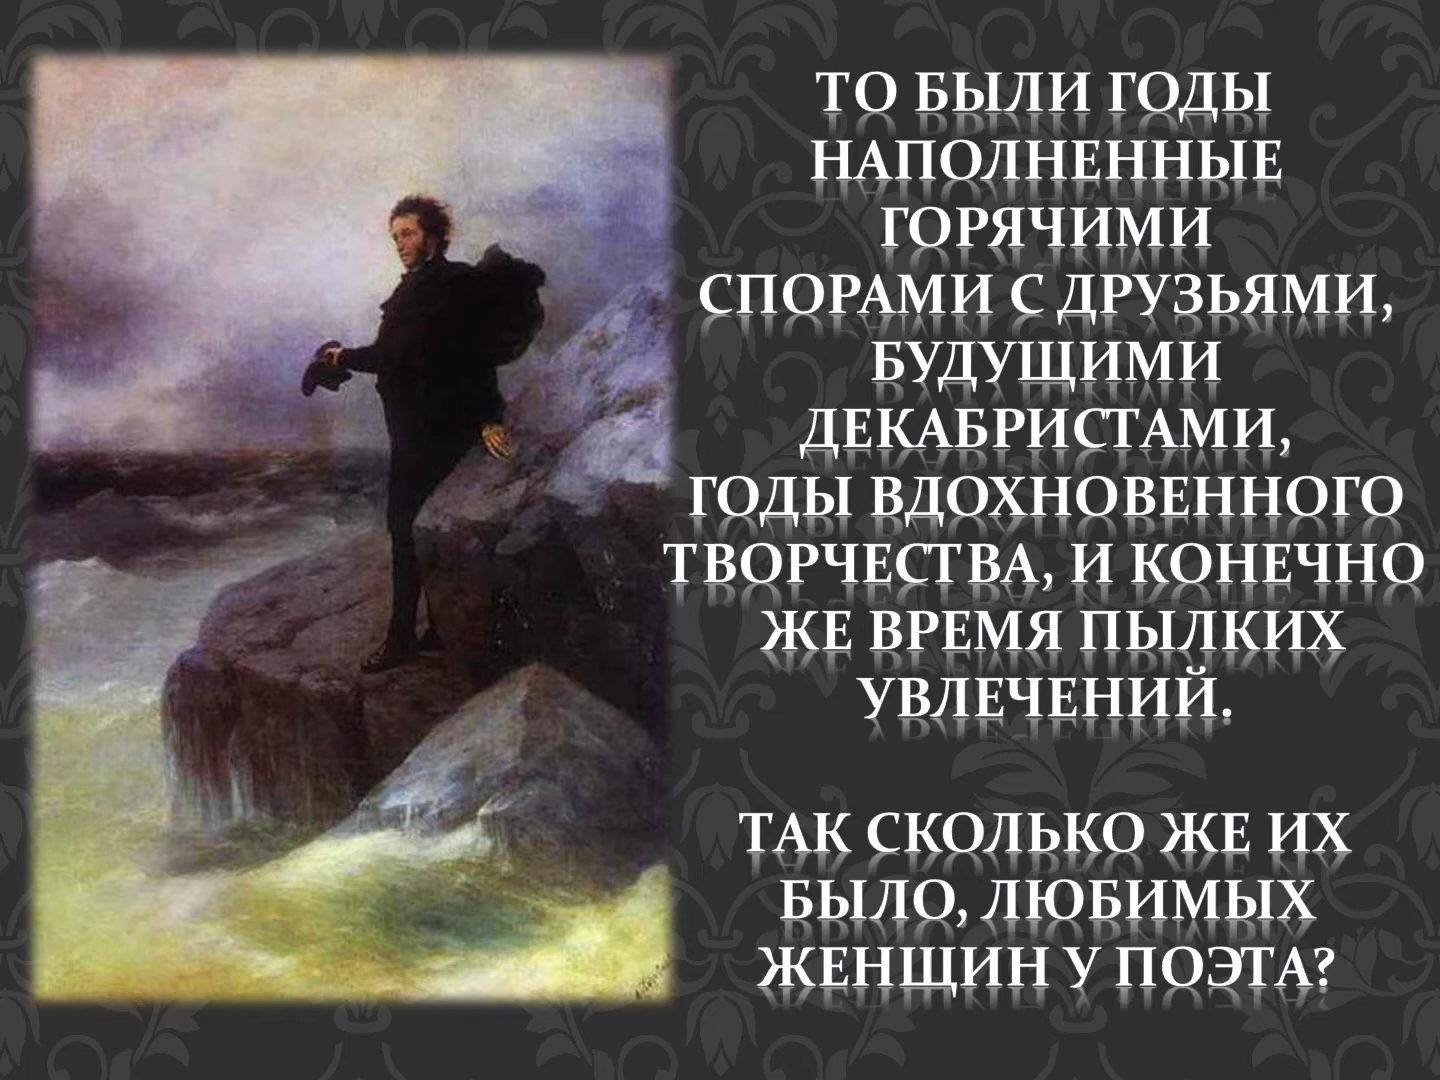 ТО БЫЛИ ГОДЫ
НАПОЛНЕННЫЕ
ГОРЯЧИМИ
СПОРАМИ С ДРУЗЬЯМИ,
БУДУЩИМИ
ДЕКАБРИСТАМИ,
ГОДЫ ВДОХНОВЕННОГО
ТВОРЧЕСТВА, И КОНЕЧНО
ЖЕ ВРЕМЯ ПЫЛКИХ
УВЛЕЧЕНИЙ.
ТАК СКОЛЬКО ЖЕ ИХ
БЫЛО, ЛЮБИМЫХ
ЖЕНЩИН У ПОЭТА?